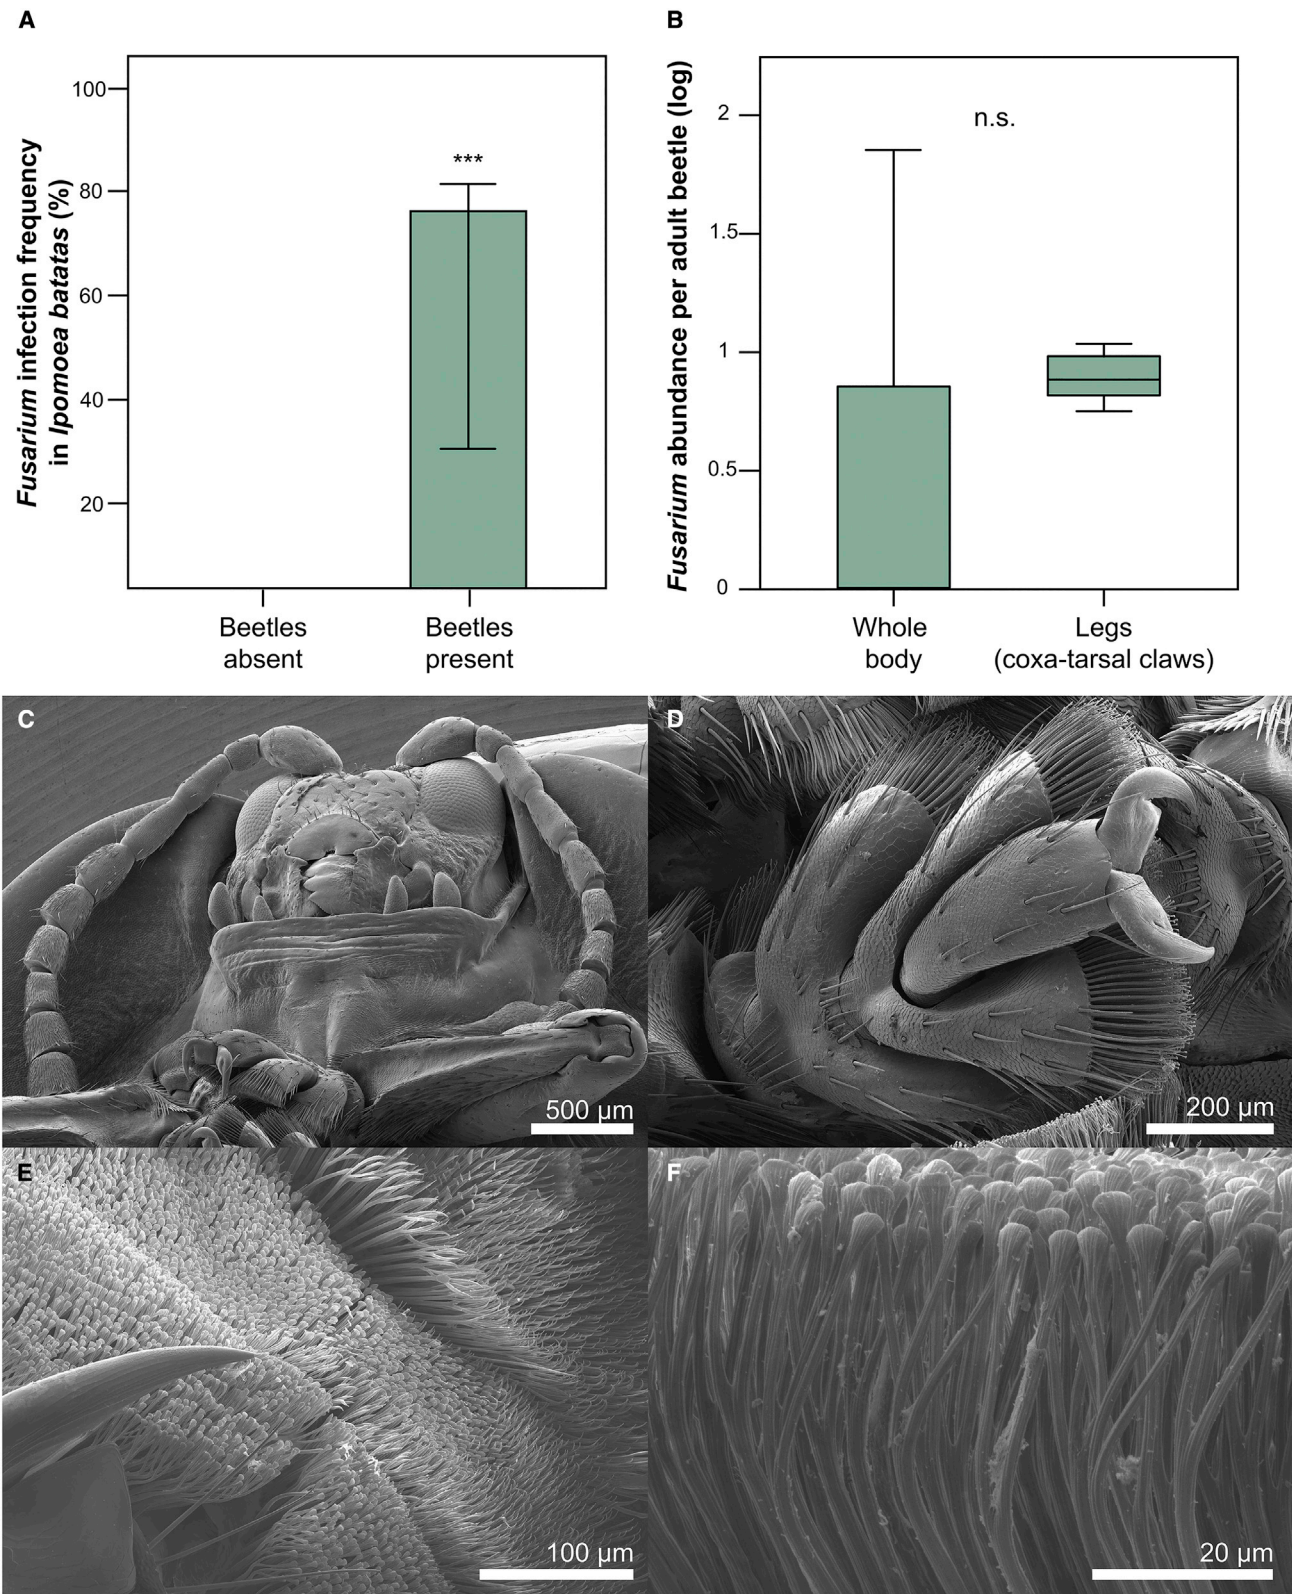 A
Fusarium infection frequency
in Ipomoea batatas (%)
100
80
60
40
20
***
Beetles
absent
Beetles
present
B
Fusarium abundance per adult beetle (log)
2
1.5
1
0.5
0
n.s.
Whole
body
Legs
(coxa-tarsal claws)
C
500 µm
D
200 µm
E
100 µm
F
20 µm